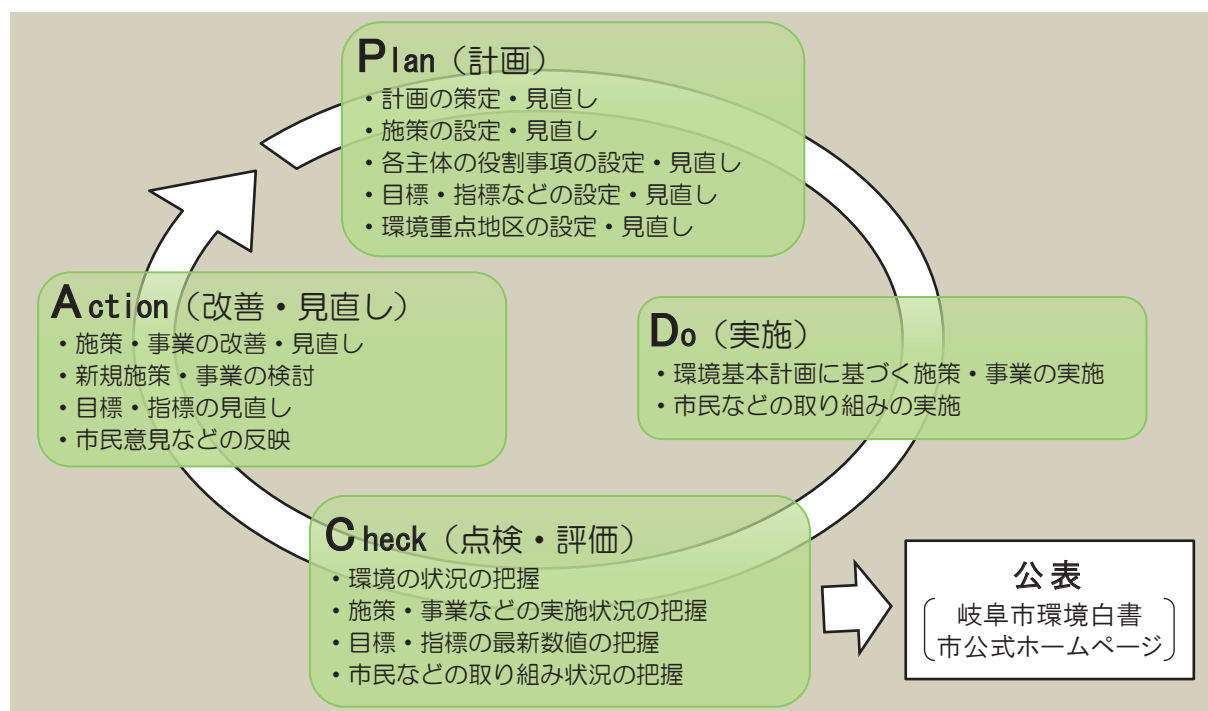 Plan（計画）
・計画の策定・見直し
・施策の設定・見直し
・各主体の役割事項の設定・見直し
・目標・指標などの設定・見直し
・環境重点地区の設定・見直し
Do（実施）
・環境基本計画に基づく施策・事業の実施
・市民などの取り組みの実施
Check（点検・評価）
・環境の状況の把握
・施策・事業などの実施状況の把握
・目標・指標の最新数値の把握
・市民などの取り組み状況の把握
公表
岐阜市環境白書
市公式ホームページ
Action（改善・見直し）
・施策・事業の改善・見直し
・新規施策・事業の検討
・目標・指標の見直し
・市民意見などの反映